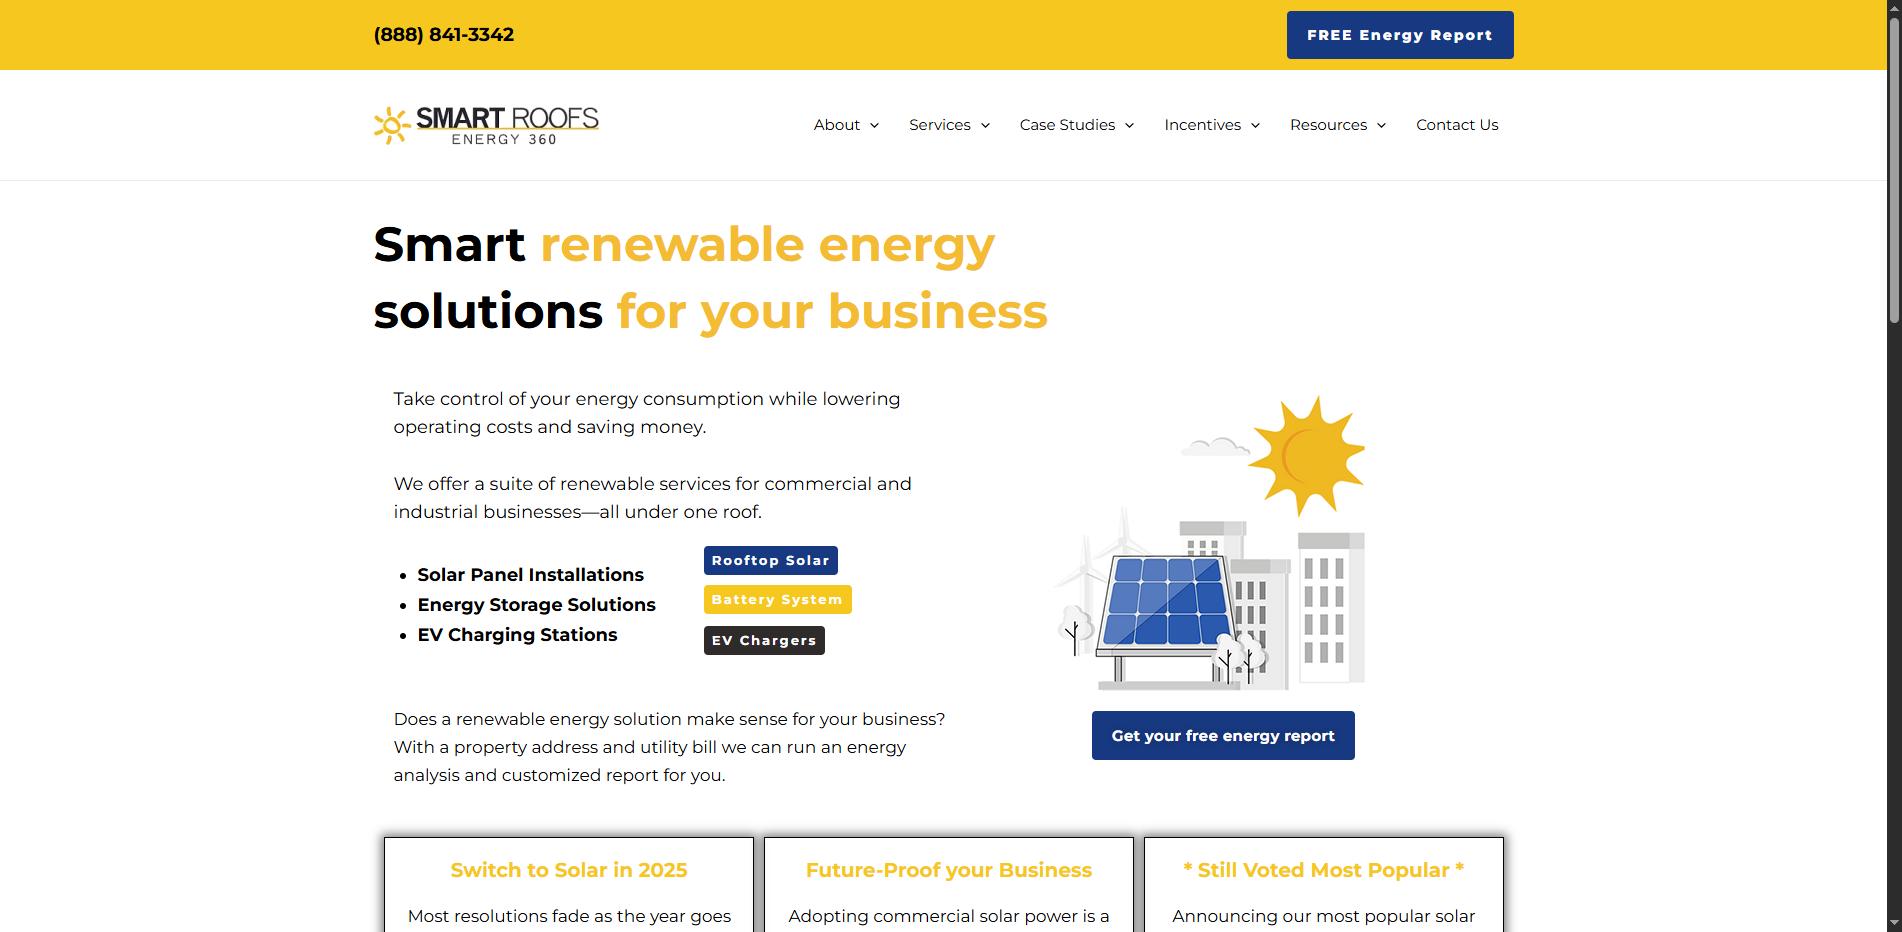 (888) 841-3342
FREE Energy Report
SMART ROOFS
ENERGY 360
About
Services
Case Studies
Incentives
Resources
Contact Us
Smart renewable energy
solutions for your business
Take control of your energy consumption while lowering
operating costs and saving money.
We offer a suite of renewable services for commercial and
industrial businesses—all under one roof.
• Solar Panel Installations
• Energy Storage Solutions
• EV Charging Stations
Rooftop Solar
Battery System
EV Chargers
Does a renewable energy solution make sense for your business?
With a property address and utility bill we can run an energy
analysis and customized report for you.
Get your free energy report
Switch to Solar in 2025
Most resolutions fade as the year goes
Future-Proof your Business
Adopting commercial solar power is a
* Still Voted Most Popular *
Announcing our most popular solar